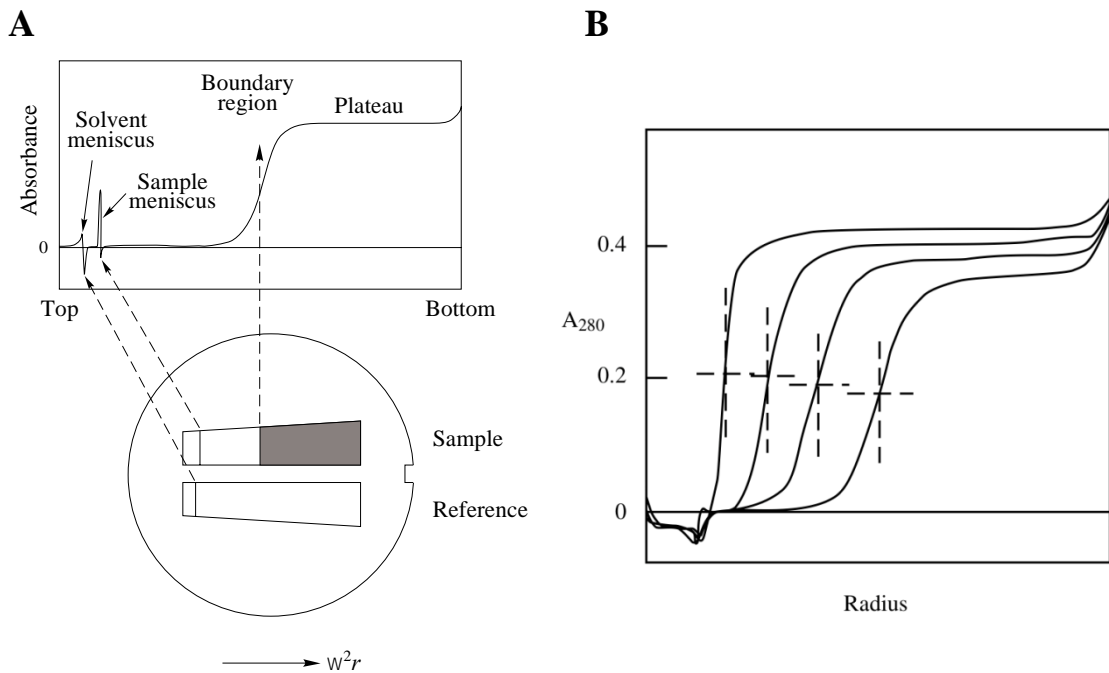 A
Boundary
region
Plateau
Solvent
meniscus
Sample
meniscus
Absorbance
0
Top
Bottom
Sample
Reference
W²r
B
0.4
A₂₈₀
0.2
0
Radius